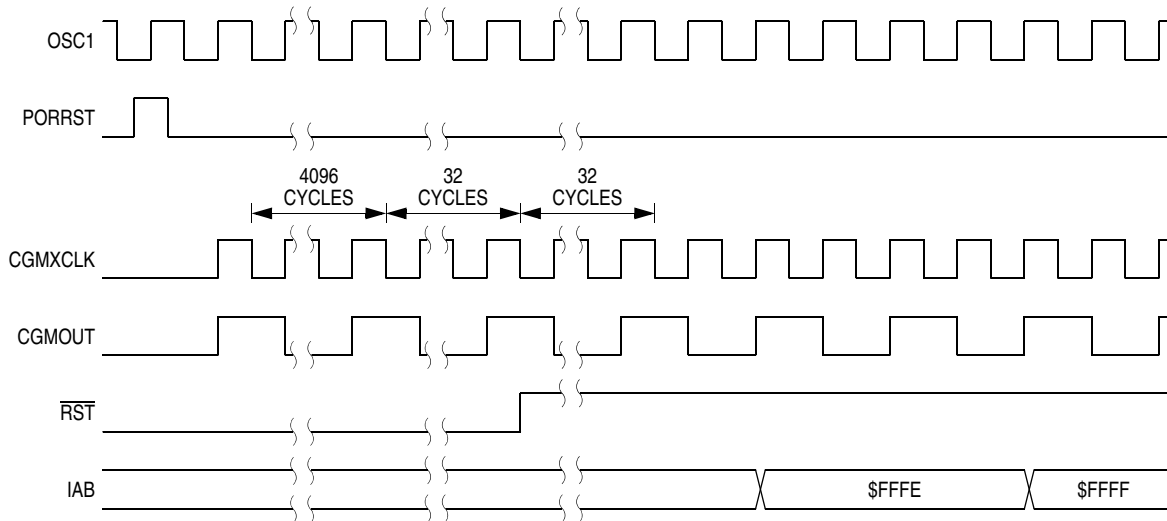 OSC1
PORRST
4096
CYCLES
32
CYCLES
32
CYCLES
CGMXCLK
CGMOUT
RST
IAB
$FFFE
$FFFF